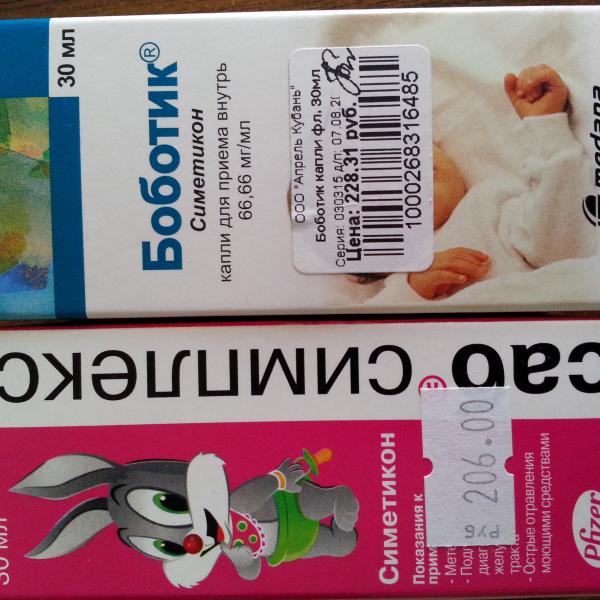 30 мл
Боботик®
Симетикон
капли для приема внутрь
66,66 мг/мл
ООО "Апрель Кубань"
Боботик капли фл. 30мл
Серия: 030315 д/п: 07.08.20
Цена: 228.31 руб.
1000268316485
medana
саб® симплекс
30 мл
Симетикон
Показания к
- Острые отравления
моющими средствами
РУБ 206.00
Pfizer